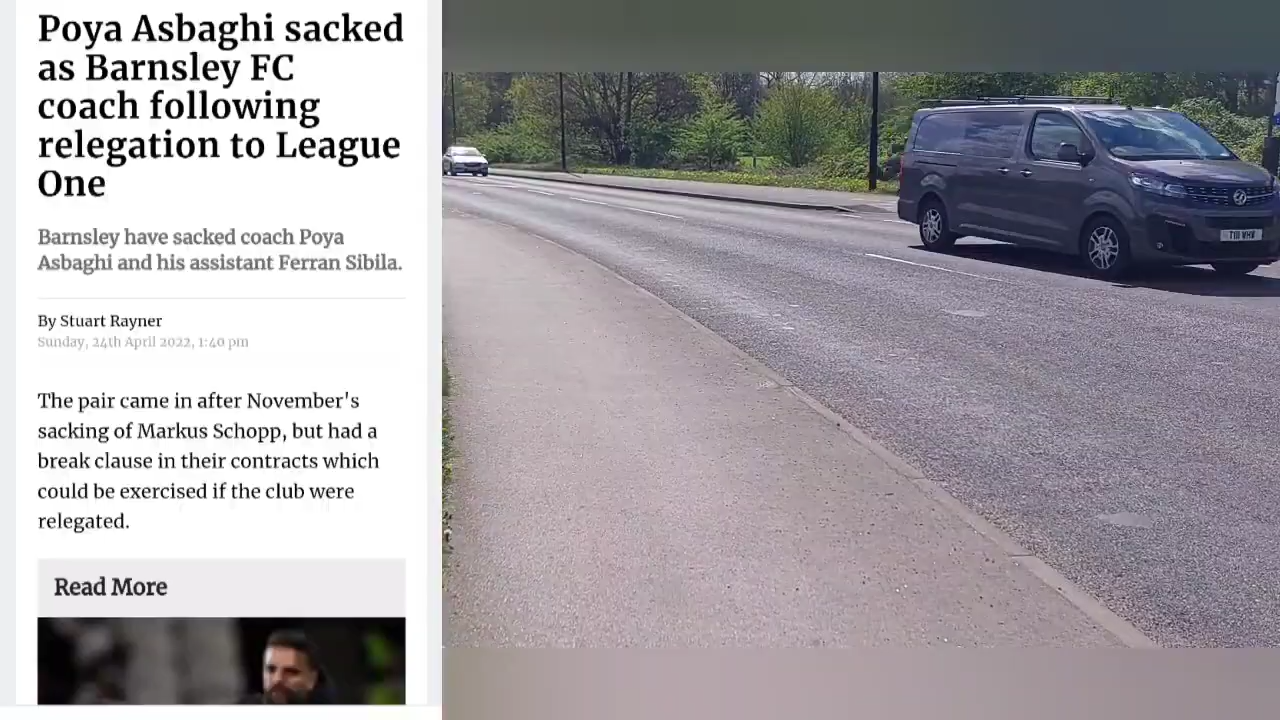 Poya Asbaghi sacked
as Barnsley FC
coach following
relegation to League
One
Barnsley have sacked coach Poya
Asbaghi and his assistant Ferran Sibila.
By Stuart Rayner
Sunday, 24th April 2022, 1:40 pm
The pair came in after November's
sacking of Markus Schopp, but had a
break clause in their contracts which
could be exercised if the club were
relegated.
Read More